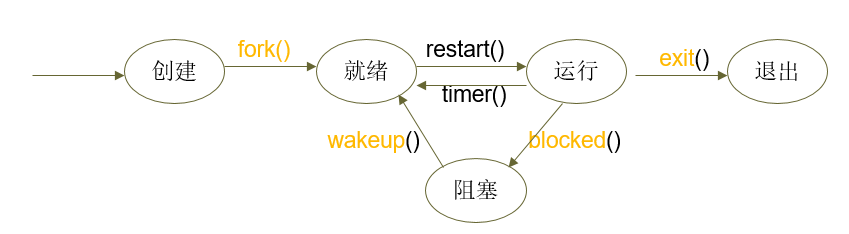 fork()
restart()
exit()
创建
就绪
运行
退出
timer()
wakeup()
blocked()
阻塞